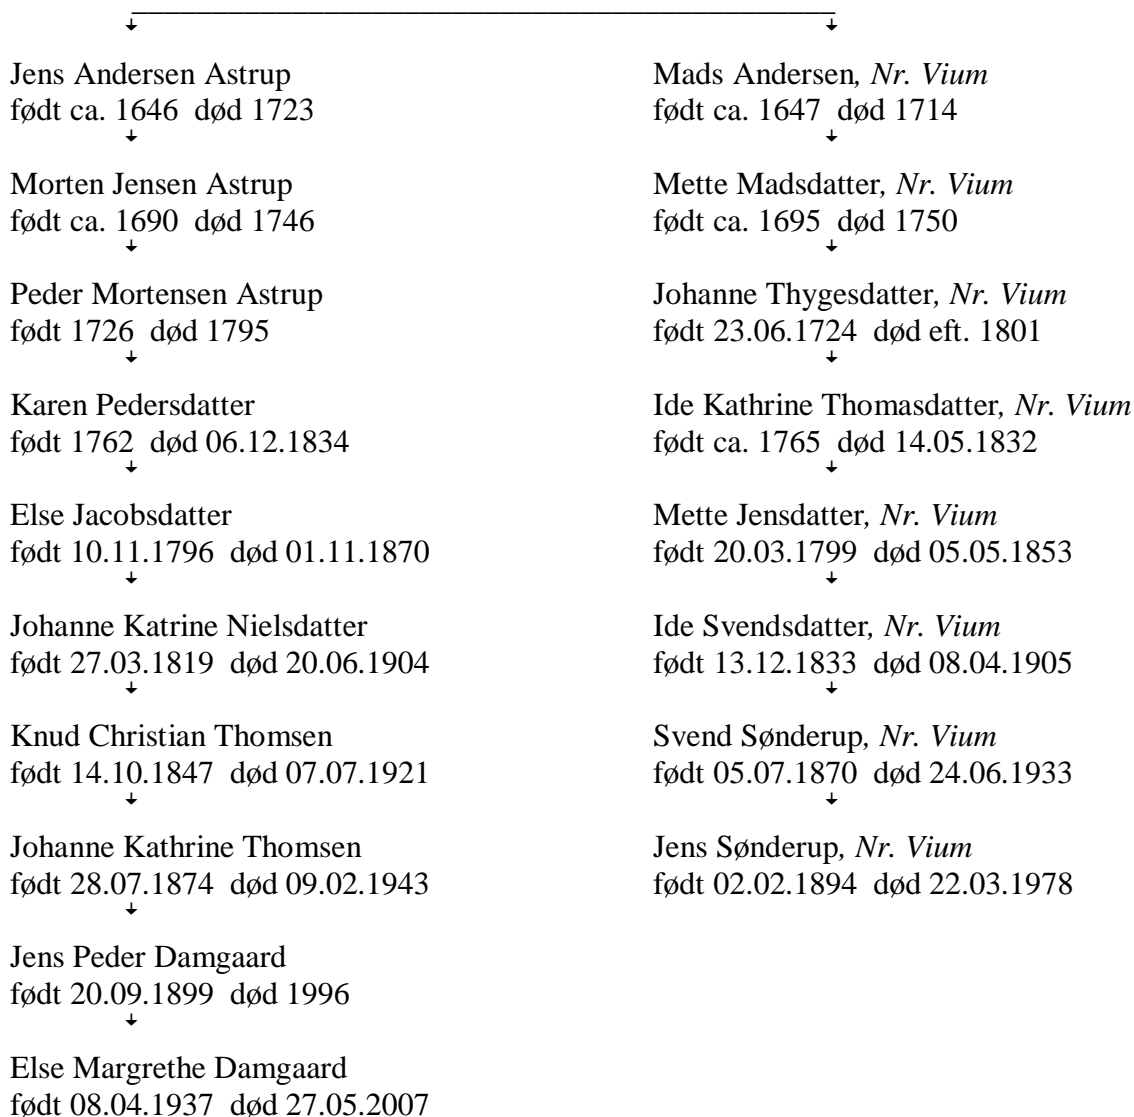 Jens Andersen Astrup
født ca. 1646 død 1723
Morten Jensen Astrup
født ca. 1690 død 1746
Peder Mortensen Astrup
født 1726 død 1795
Karen Pedersdatter
født 1762 død 06.12.1834
Else Jacobsdatter
født 10.11.1796 død 01.11.1870
Johanne Katrine Nielsdatter
født 27.03.1819 død 20.06.1904
Knud Christian Thomsen
født 14.10.1847 død 07.07.1921
Johanne Kathrine Thomsen
født 28.07.1874 død 09.02.1943
Jens Peder Damgaard
født 20.09.1899 død 1996
Else Margrethe Damgaard
født 08.04.1937 død 27.05.2007
Mads Andersen, Nr. Vium
født ca. 1647 død 1714
Mette Madsdatter, Nr. Vium
født ca. 1695 død 1750
Johanne Thygesdatter, Nr. Vium
født 23.06.1724 død eft. 1801
Ide Kathrine Thomasdatter, Nr. Vium
født ca. 1765 død 14.05.1832
Mette Jensdatter, Nr. Vium
født 20.03.1799 død 05.05.1853
Ide Svendsdatter, Nr. Vium
født 13.12.1833 død 08.04.1905
Svend Sønderup, Nr. Vium
født 05.07.1870 død 24.06.1933
Jens Sønderup, Nr. Vium
født 02.02.1894 død 22.03.1978